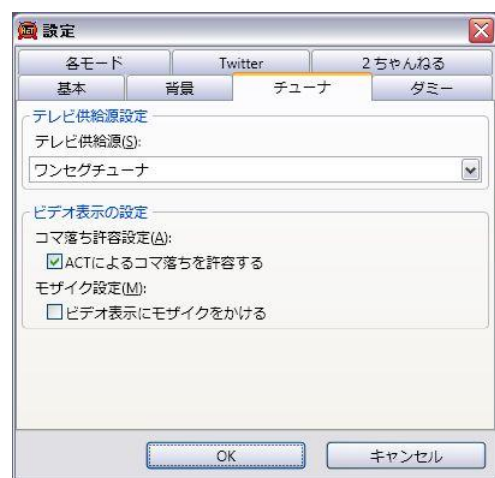 設定
各モード Twitter 2ちゃんねる
基本 背景 チューナ ダミー
テレビ供給源設定
テレビ供給源(S):
ワンセグチューナ
ビデオ表示の設定
コマ落ち許容設定(A):
ACTによるコマ落ちを許容する
モザイク設定(M):
ビデオ表示にモザイクをかける
OK キャンセル